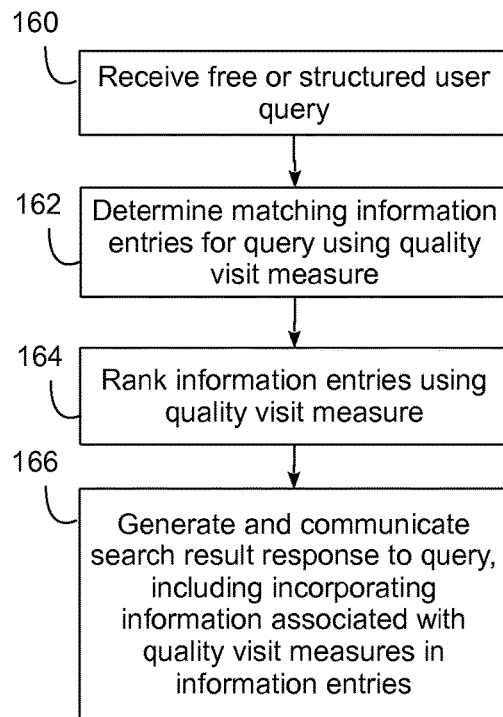 160
Receive free or structured user
query
162
Determine matching information
entries for query using quality
visit measure
164
Rank information entries using
quality visit measure
166
Generate and communicate
search result response to query,
including incorporating
information associated with
quality visit measures in
information entries